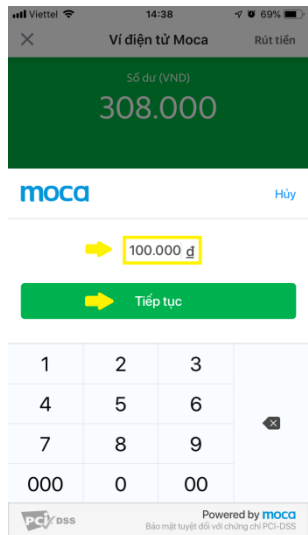 Viettel 14:38 69%
Ví điện tử Moca Rút tiền
Số dư (VND)
308.000
moca Hủy
100.000 đ
Tiếp tục
1 2 3
4 5 6
7 8 9
000 0 00
PCI DSS Powered by moca
Bảo mật tuyệt đối với chứng chỉ PCI-DSS